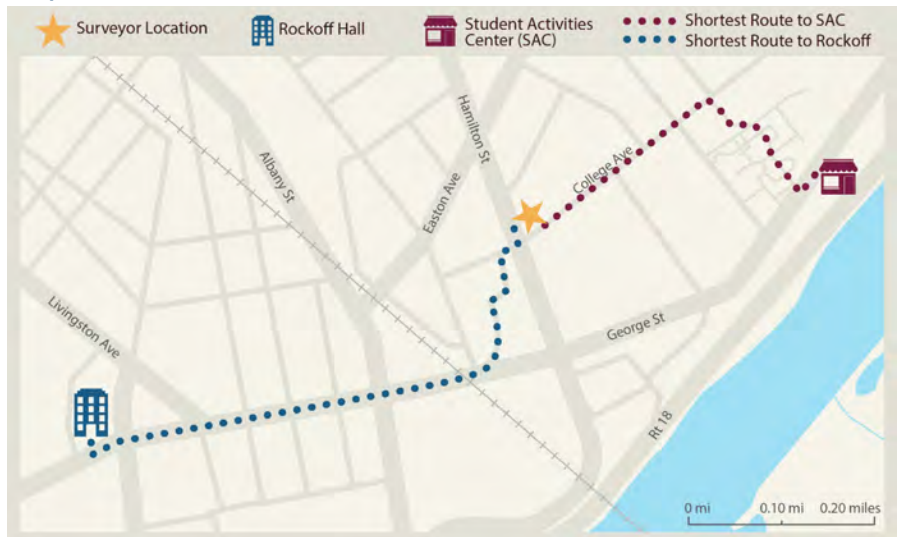 Surveyor Location
Rockoff Hall
Student Activities
Center (SAC)
Shortest Route to SAC
Shortest Route to Rockoff
Hamilton St
Albany St
College Ave
Easton Ave
Livingston Ave
George St
Rt 18
0 mi 0.10 mi 0.20 miles